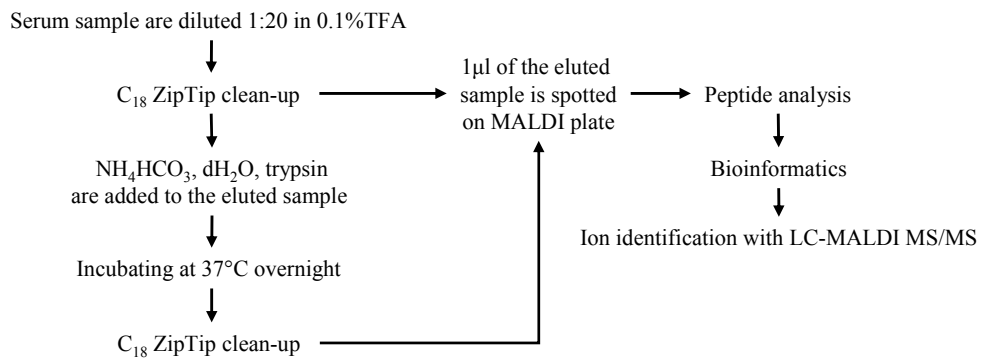 Serum sample are diluted 1:20 in 0.1%TFA
C₁₈ ZipTip clean-up
NH₄HCO₃, dH₂O, trypsin
are added to the eluted sample
Incubating at 37°C overnight
C₁₈ ZipTip clean-up
1µl of the eluted
sample is spotted
on MALDI plate
Peptide analysis
Bioinformatics
Ion identification with LC-MALDI MS/MS